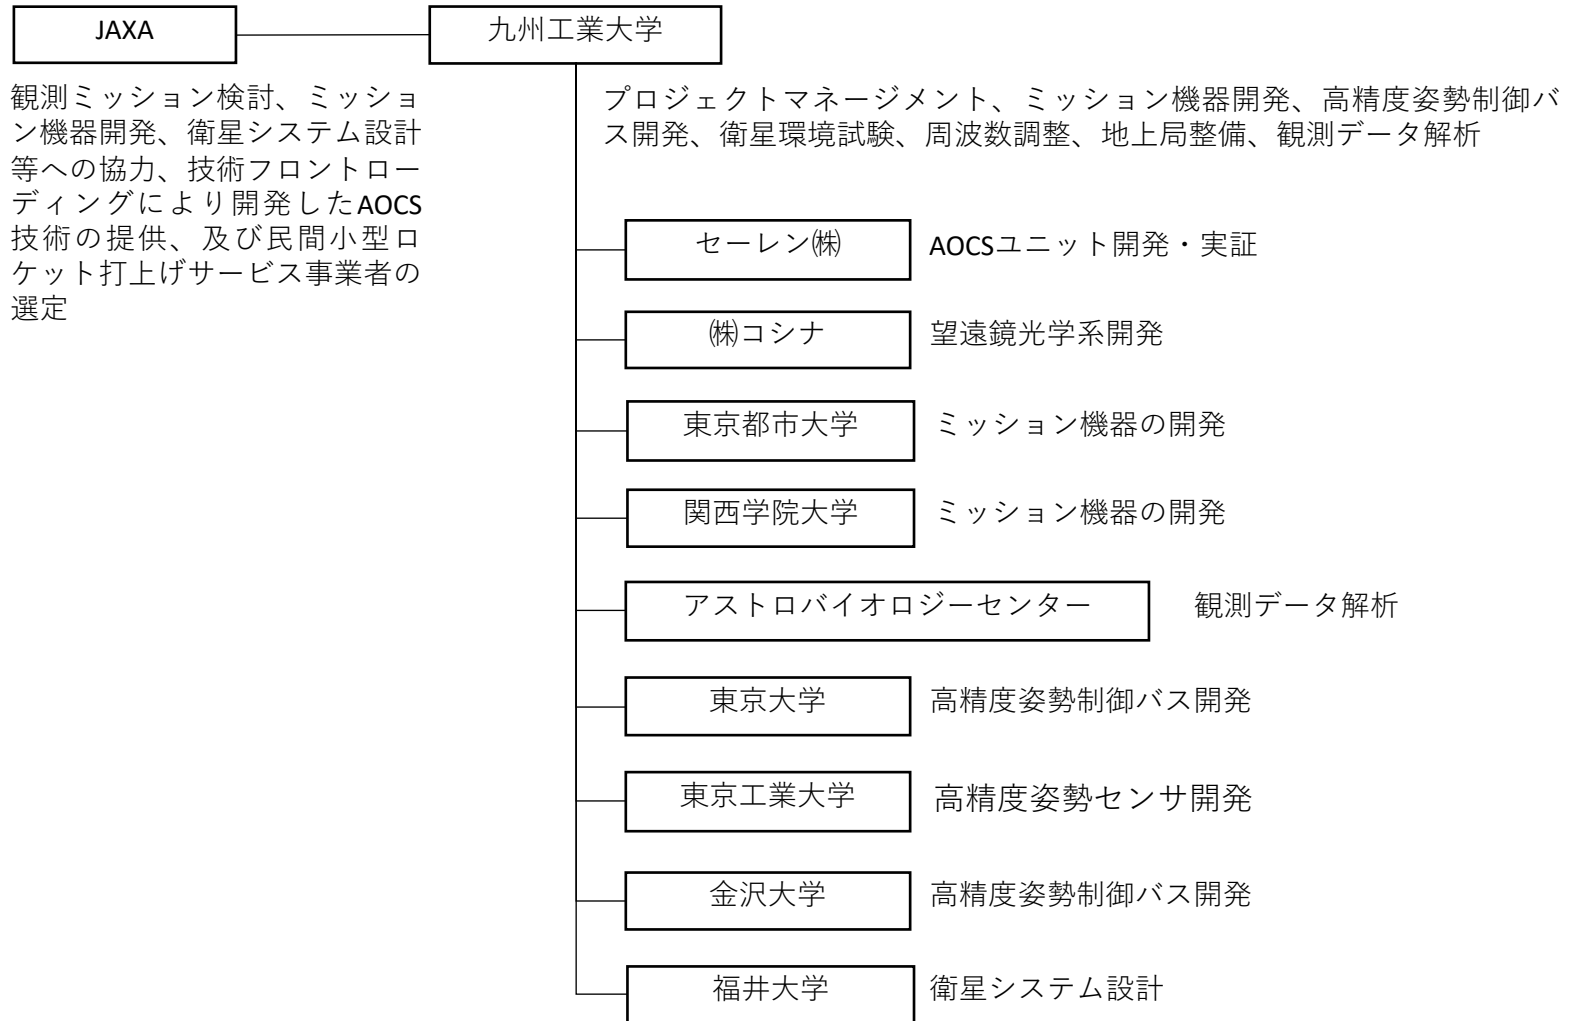 JAXA
九州工業大学
観測ミッション検討、ミッショ
ン機器開発、衛星システム設計
等への協力、技術フロントロー
ディングにより開発したAOCS
技術の提供、及び民間小型ロ
ケット打上げサービス事業者の
選定
プロジェクトマネージメント、ミッション機器開発、高精度姿勢制御バ
ス開発、衛星環境試験、周波数調整、地上局整備、観測データ解析
セーレン㈱
AOCSユニット開発・実証
㈱コシナ
望遠鏡光学系開発
東京都市大学
ミッション機器の開発
関西学院大学
ミッション機器の開発
アストロバイオロジーセンター
観測データ解析
東京大学
高精度姿勢制御バス開発
東京工業大学
高精度姿勢センサ開発
金沢大学
高精度姿勢制御バス開発
福井大学
衛星システム設計